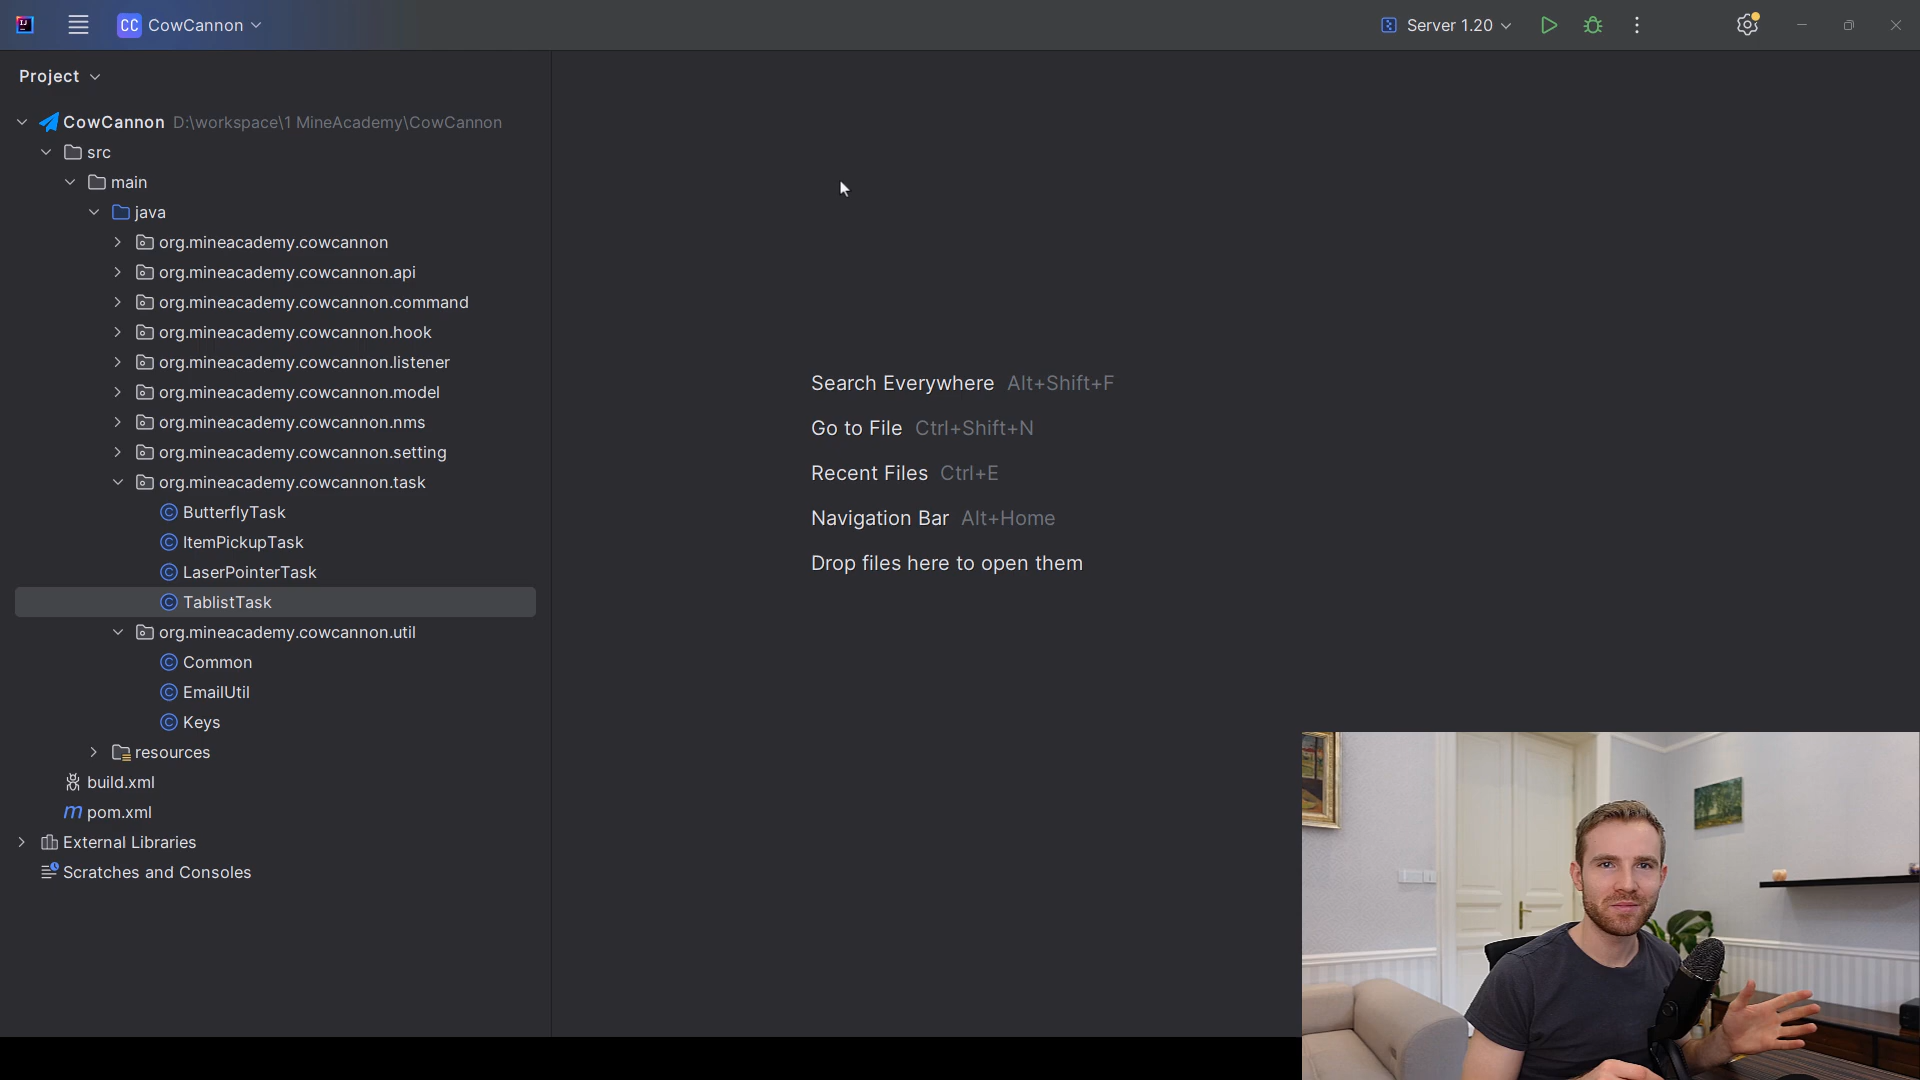 CC CowCannon
Server 1.20
Project
CowCannon D:\workspace\1 MineAcademy\CowCannon
src
main
java
org.mineacademy.cowcannon
org.mineacademy.cowcannon.api
org.mineacademy.cowcannon.command
org.mineacademy.cowcannon.hook
org.mineacademy.cowcannon.listener
org.mineacademy.cowcannon.model
org.mineacademy.cowcannon.nms
org.mineacademy.cowcannon.setting
org.mineacademy.cowcannon.task
ButterflyTask
ItemPickupTask
LaserPointerTask
TablistTask
org.mineacademy.cowcannon.util
Common
EmailUtil
Keys
resources
build.xml
pom.xml
External Libraries
Scratches and Consoles
Search Everywhere Alt+Shift+F
Go to File Ctrl+Shift+N
Recent Files Ctrl+E
Navigation Bar Alt+Home
Drop files here to open them